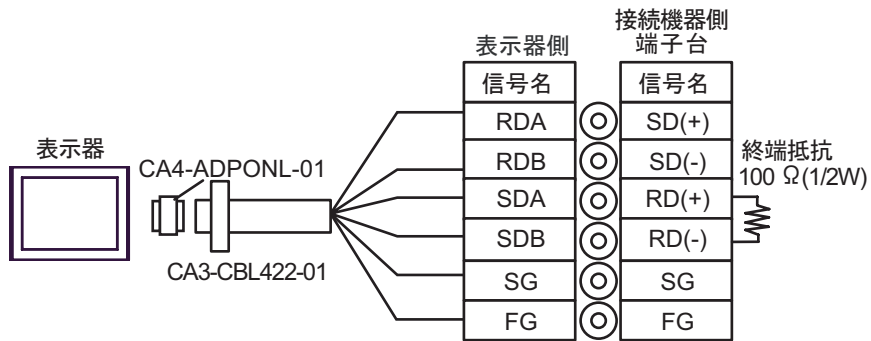 表示器
CA4-ADPONL-01
CA3-CBL422-01
表示器側
接続機器側
端子台
信号名 信号名
RDA SD(+)
RDB SD(-)
SDA RD(+)
SDB RD(-)
SG SG
FG FG
終端抵抗
100 Ω(1/2W)